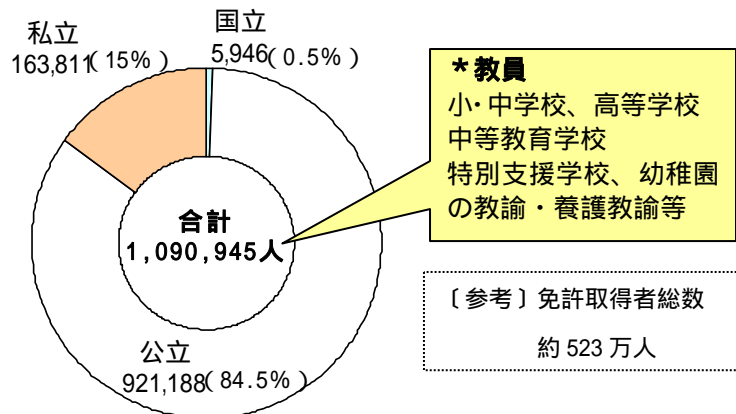 国立
5,946(0.5%)
私立
163,811(15%)
合計
1,090,945人
公立
921,188(84.5%)
*教員
小・中学校、高等学校
中等教育学校
特別支援学校、幼稚園
の教諭・養護教諭等
〔参考〕免許取得者総数
約523万人